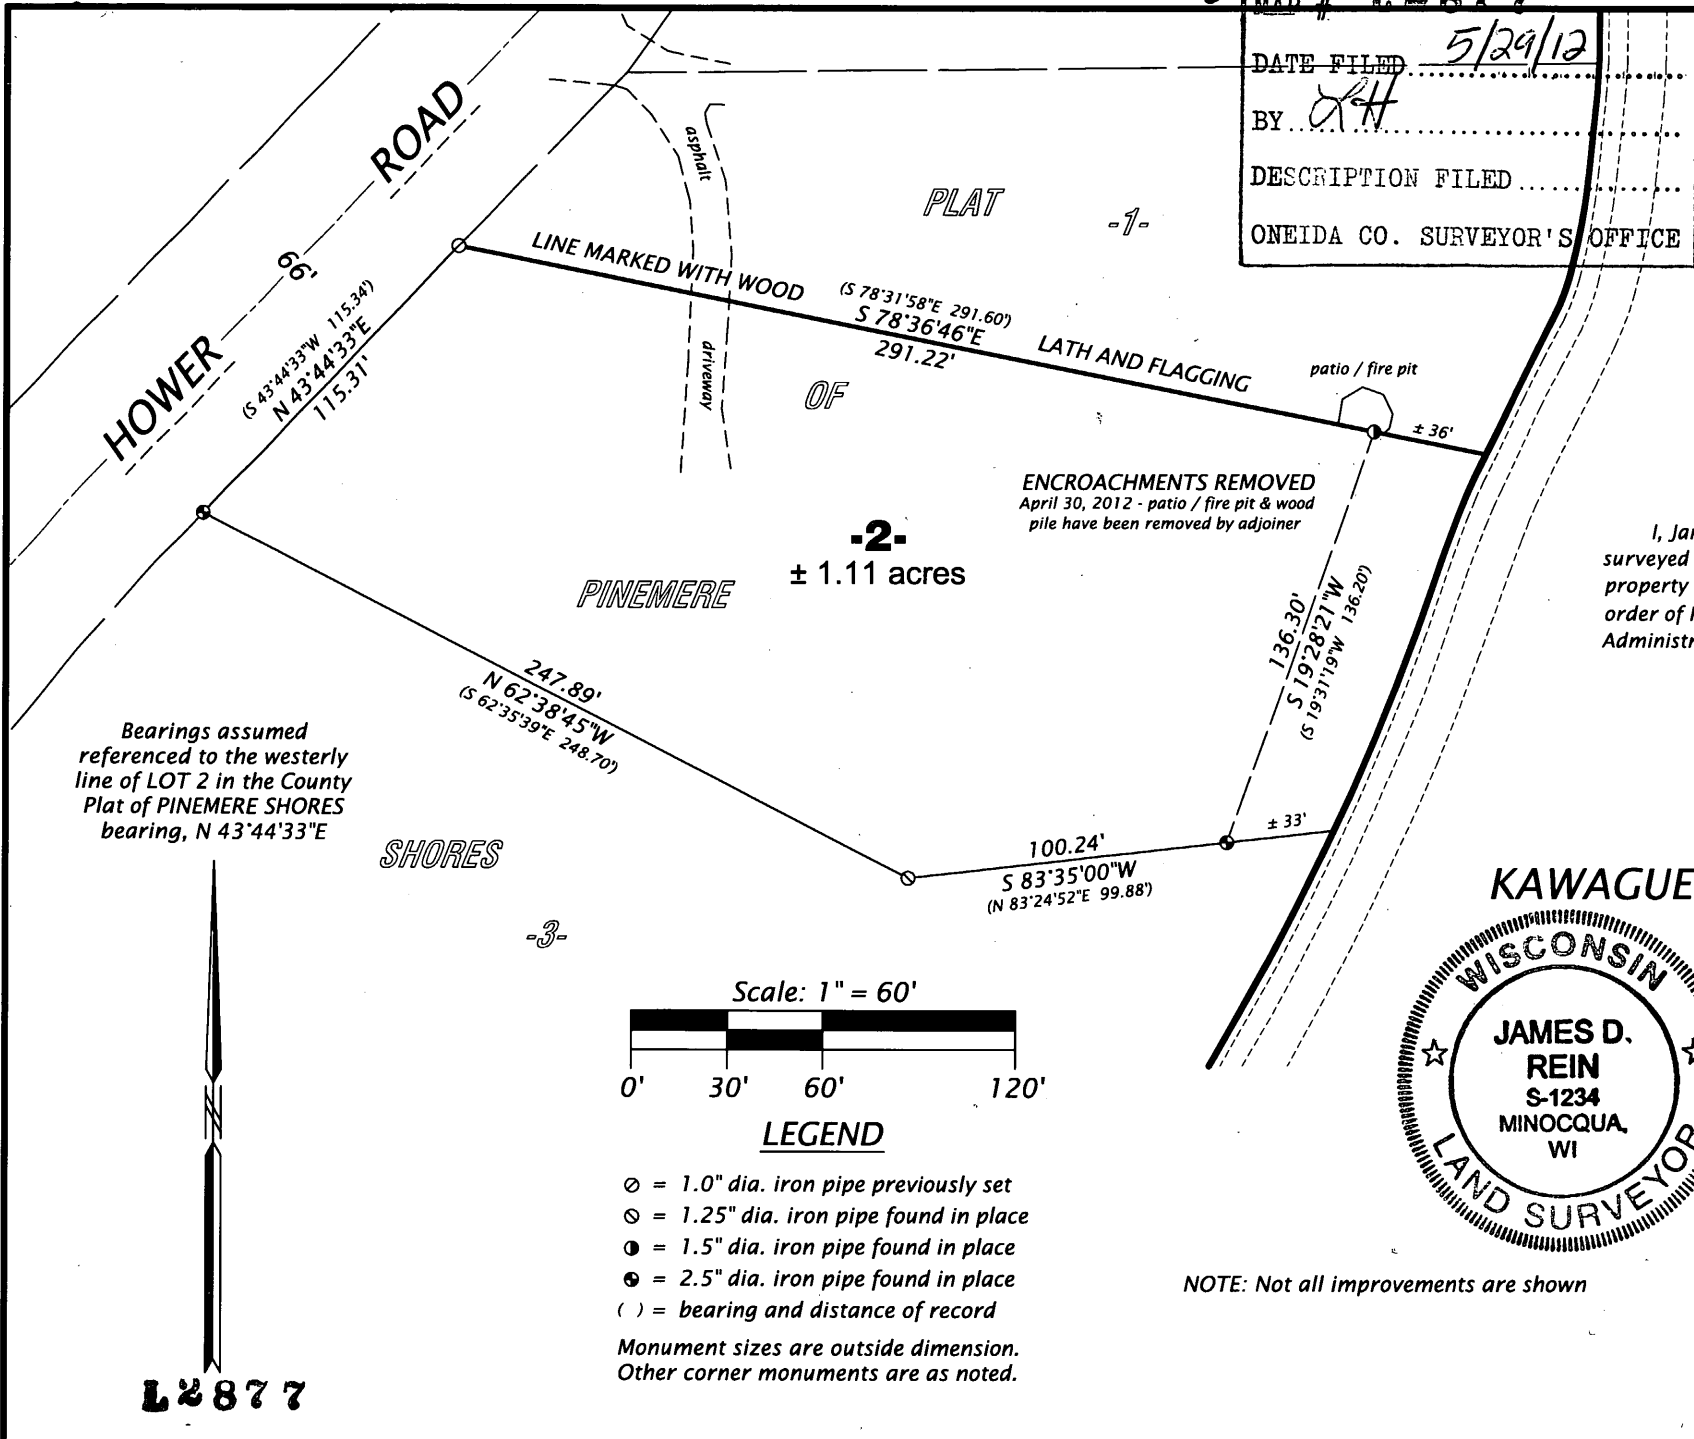 DATE FILED 5/29/12
BY LH
DESCRIPTION FILED
ONEIDA CO. SURVEYOR'S OFFICE
HOWER ROAD
66'
asphalt
driveway
PLAT
-1-
LINE MARKED WITH WOOD LATH AND FLAGGING
(S 78°31'58"E 291.60')
S 78°36'46"E
291.22'
(S 43°44'33"W 115.34')
N 43°44'33"E
115.31'
OF
patio / fire pit
± 36'
ENCROACHMENTS REMOVED
April 30, 2012 - patio / fire pit & wood
pile have been removed by adjoiner
-2-
± 1.11 acres
PINEMERE
136.30'
S 19°28'21"W
(S 19°31'19"W 136.20')
surveyed
property
order of
247.89'
N 62°38'45"W
(S 62°35'39"E 248.70')
Bearings assumed
referenced to the westerly
line of LOT 2 in the County
Plat of PINEMERE SHORES
bearing, N 43°44'33"E
SHORES
-3-
± 33'
100.24'
S 83°35'00"W
(N 83°24'52"E 99.88')
KAWAGUE
WISCONSIN
JAMES D.
REIN
S-1234
MINOCQUA,
WI
LAND SURVEYOR
Scale: 1" = 60'
0' 30' 60' 120'
LEGEND
= 1.0" dia. iron pipe previously set
= 1.25" dia. iron pipe found in place
= 1.5" dia. iron pipe found in place
= 2.5" dia. iron pipe found in place
( ) = bearing and distance of record
Monument sizes are outside dimension.
Other corner monuments are as noted.
NOTE: Not all improvements are shown
N
L2877